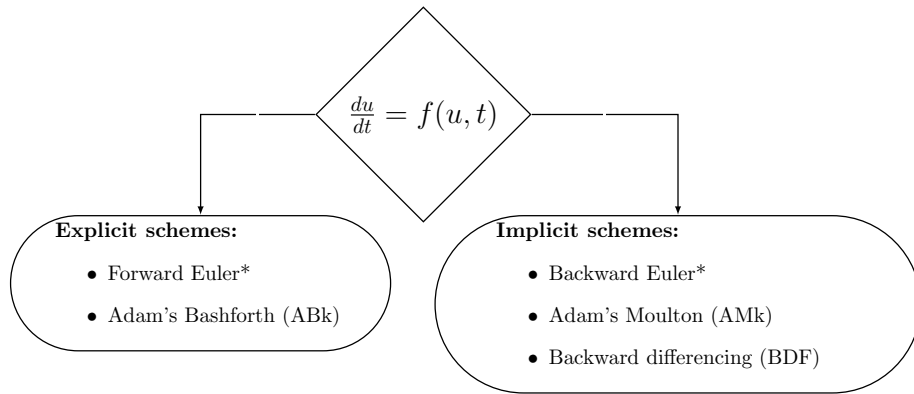 du/dt = f(u, t)
Explicit schemes:
• Forward Euler*
• Adam's Bashforth (ABk)
Implicit schemes:
• Backward Euler*
• Adam's Moulton (AMk)
• Backward differencing (BDF)